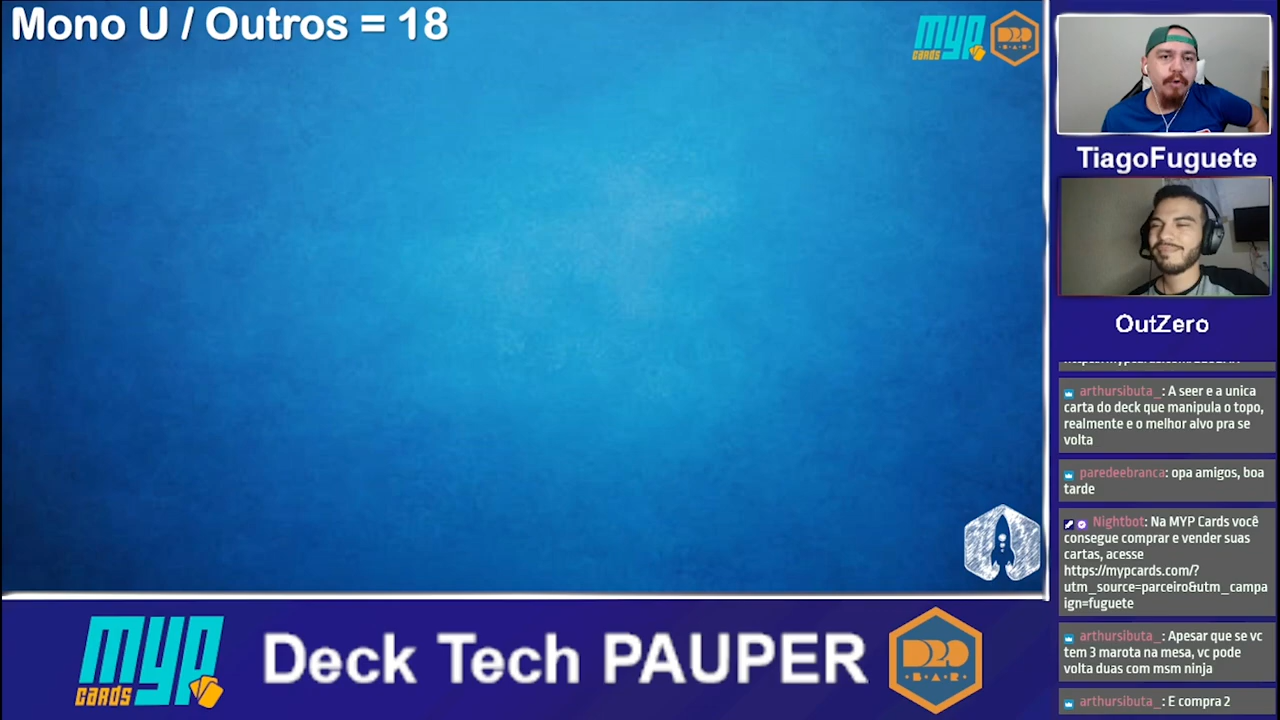 Mono U / Outros = 18
myp
CARDS
D20
BAR
TiagoFuguete
OutZero
arthursibuta_: A seer e a unica
carta do deck que manipula o topo,
realmente e o melhor alvo pra se
volta
paredeebranca: opa amigos, boa
tarde
Nightbot: Na MYP Cards você
consegue comprar e vender suas
cartas, acesse
https://mypcards.com/?
utm_source=parceiro&utm_campa
ign=fuguete
arthursibuta_: Apesar que se vc
tem 3 marota na mesa, vc pode
volta duas com msm ninja
arthursibuta_: E compra 2
myp
CARDS
Deck Tech PAUPER
D20
BAR